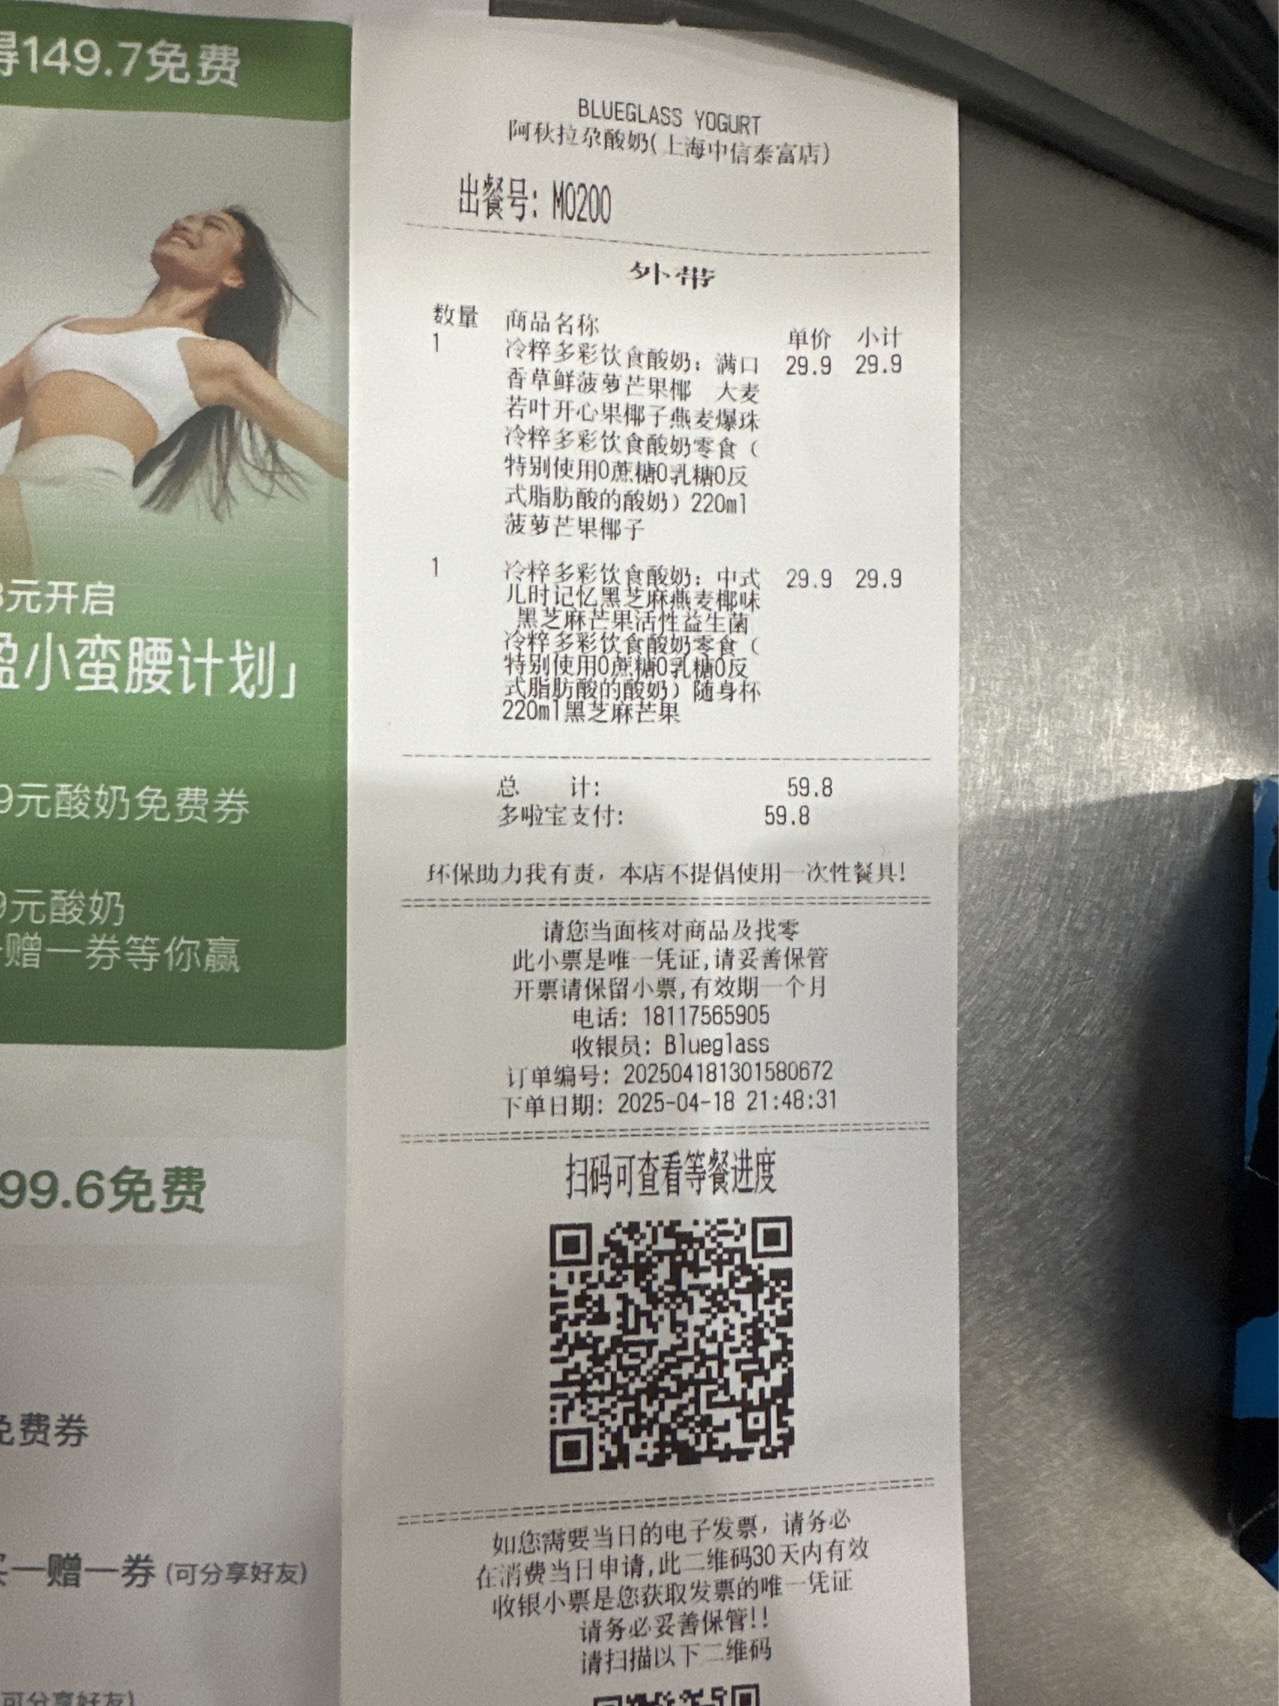 得149.7免费
3元开启
盈小蛮腰计划」
9元酸奶免费券
9元酸奶
一赠一券等你赢
99.6免费
免费券
买一赠一券 (可分享好友)
可分享好友)
BLUEGLASS YOGURT
阿秋拉尕酸奶(上海中信泰富店)
出餐号: M0200
外带
数量 商品名称 单价 小计
1 冷粹多彩饮食酸奶: 满口 29.9 29.9
香草鲜菠萝芒果椰 大麦
若叶开心果椰子燕麦爆珠
冷粹多彩饮食酸奶零食 (
特别使用0蔗糖0乳糖0反
式脂肪酸的酸奶) 220ml
菠萝芒果椰子
1 冷粹多彩饮食酸奶: 中式 29.9 29.9
儿时记忆黑芝麻燕麦椰味
黑芝麻芒果活性益生菌
冷粹多彩饮食酸奶零食 (
特别使用0蔗糖0乳糖0反
式脂肪酸的酸奶) 随身杯
220ml黑芝麻芒果
总 计: 59.8
多啦宝支付: 59.8
环保助力我有责, 本店不提倡使用一次性餐具!
请您当面核对商品及找零
此小票是唯一凭证,请妥善保管
开票请保留小票,有效期一个月
电话: 18117565905
收银员: Blueglass
订单编号: 202504181301580672
下单日期: 2025-04-18 21:48:31
扫码可查看等餐进度
如您需要当日的电子发票, 请务必
在消费当日申请,此二维码30天内有效
收银小票是您获取发票的唯一凭证
请务必妥善保管!!
请扫描以下二维码